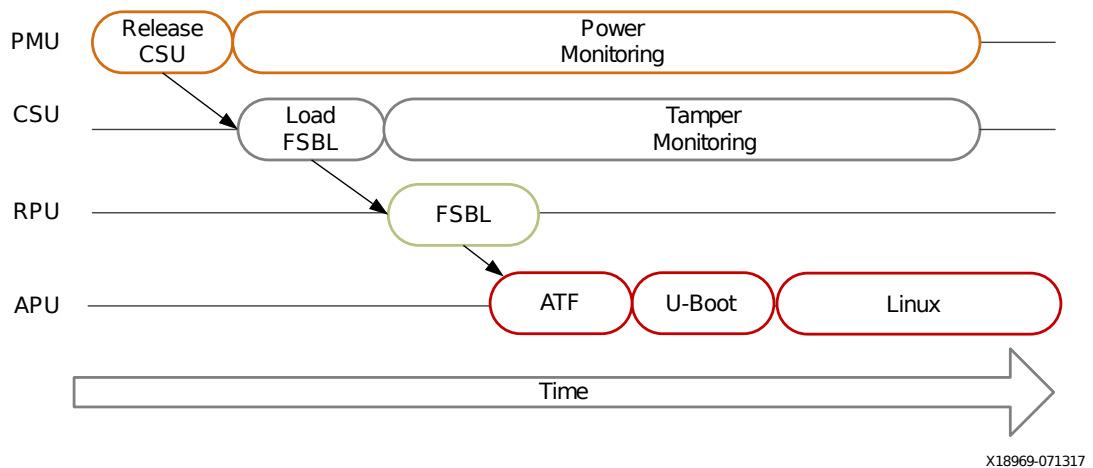 PMU
Release
CSU
Power
Monitoring
CSU
Load
FSBL
Tamper
Monitoring
RPU
FSBL
APU
ATF
U-Boot
Linux
Time
X18969-071317